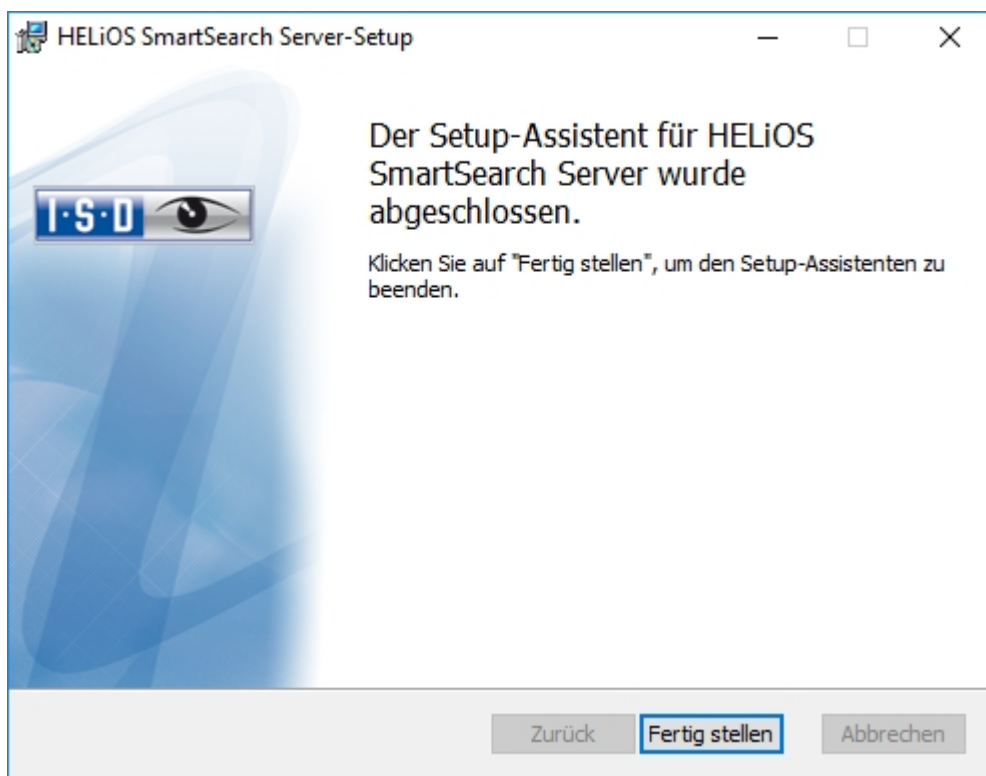 HELiOS SmartSearch Server-Setup
Der Setup-Assistent für HELiOS
SmartSearch Server wurde
abgeschlossen.
I·S·D
Klicken Sie auf "Fertig stellen", um den Setup-Assistenten zu
beenden.
Zurück
Fertig stellen
Abbrechen